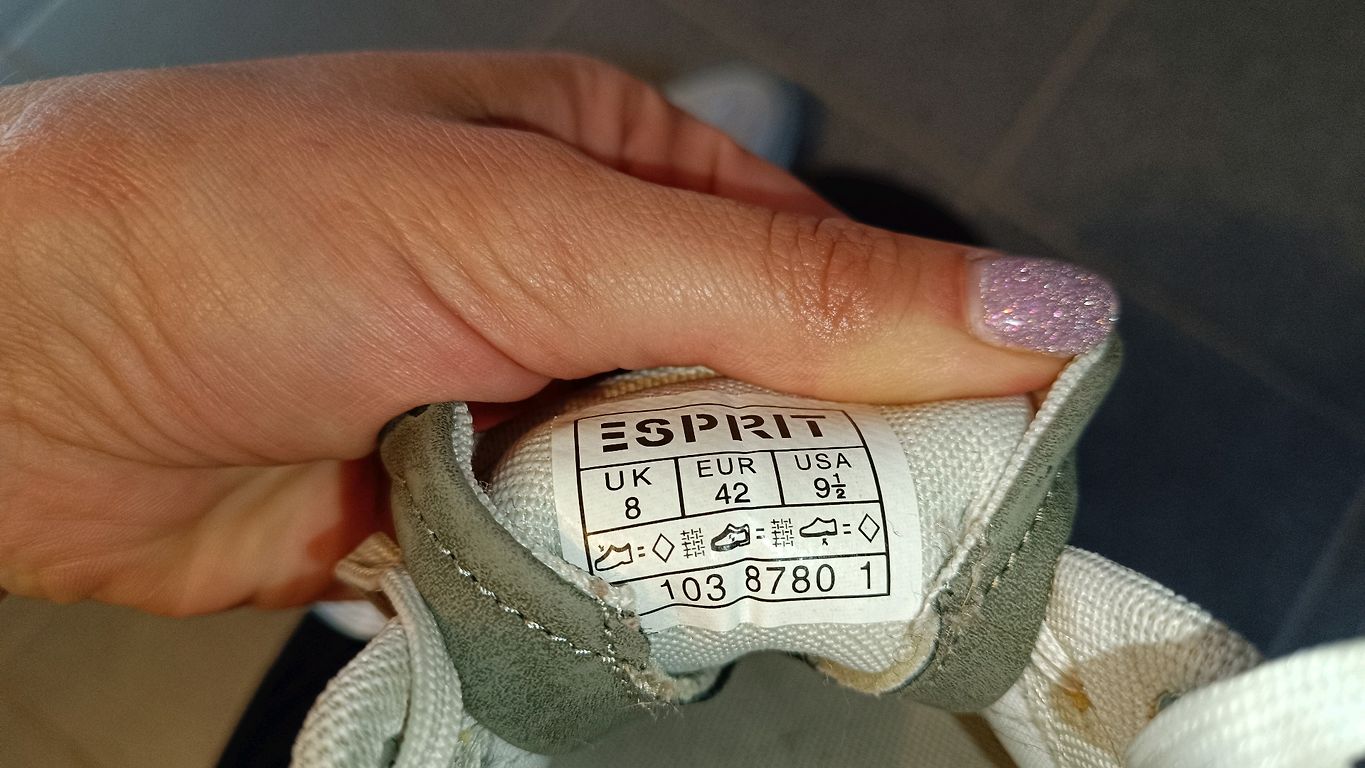 ESPRIT
UK EUR USA
8 42 9½
103 8780 1